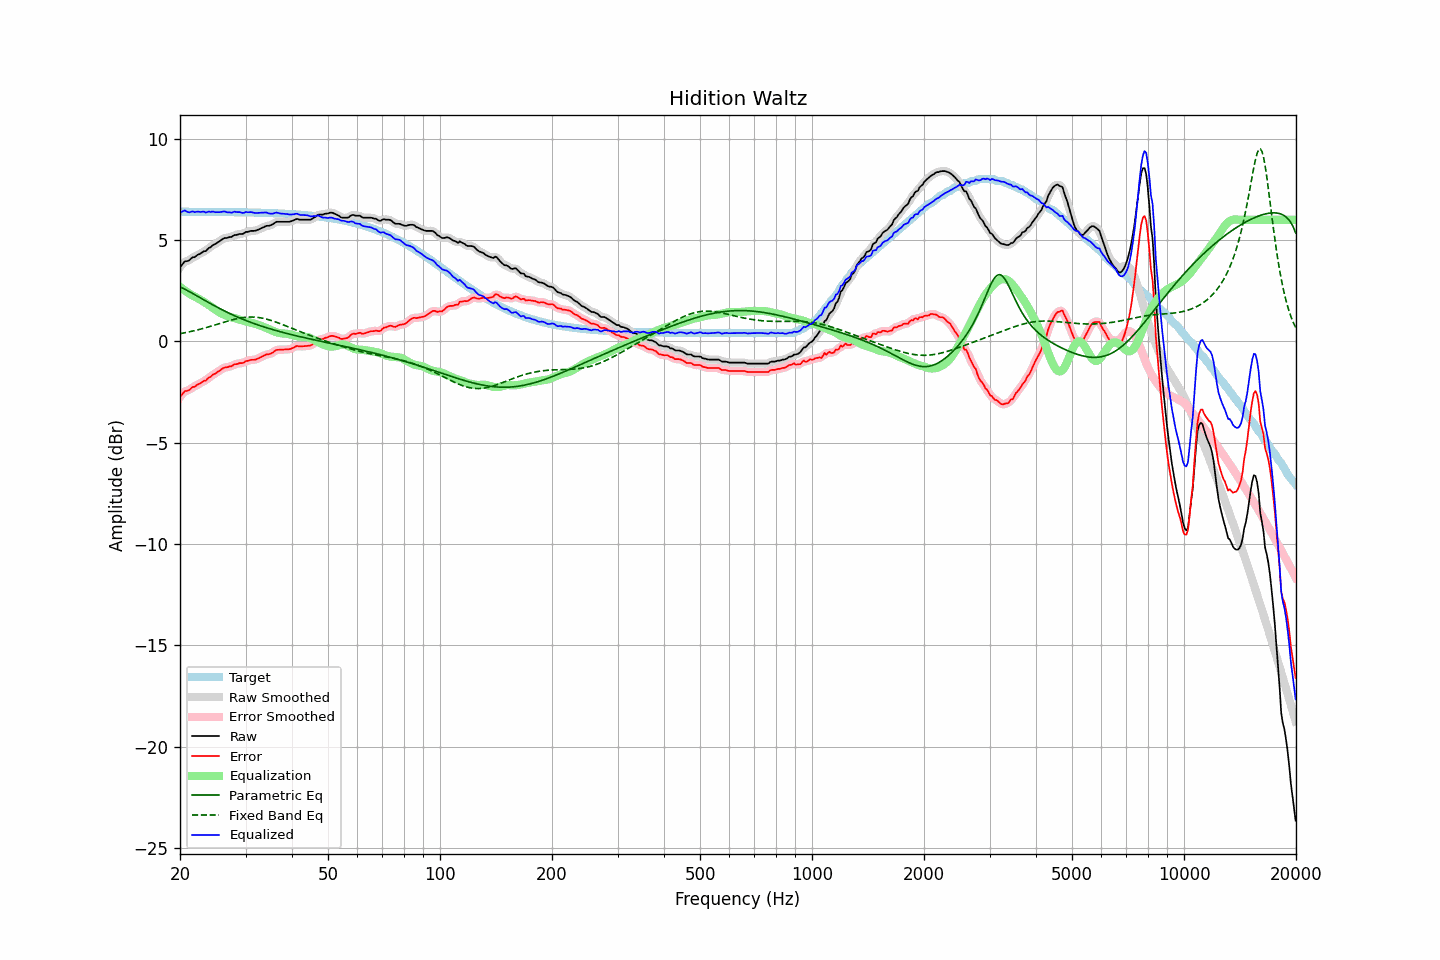 Hidition Waltz
10
5
0
−5
−10
−15
−20
−25
Amplitude (dBr)
Target
Raw Smoothed
Error Smoothed
Raw
Error
Equalization
Parametric Eq
Fixed Band Eq
Equalized
20
50
100
200
500
1000
2000
5000
10000
20000
Frequency (Hz)